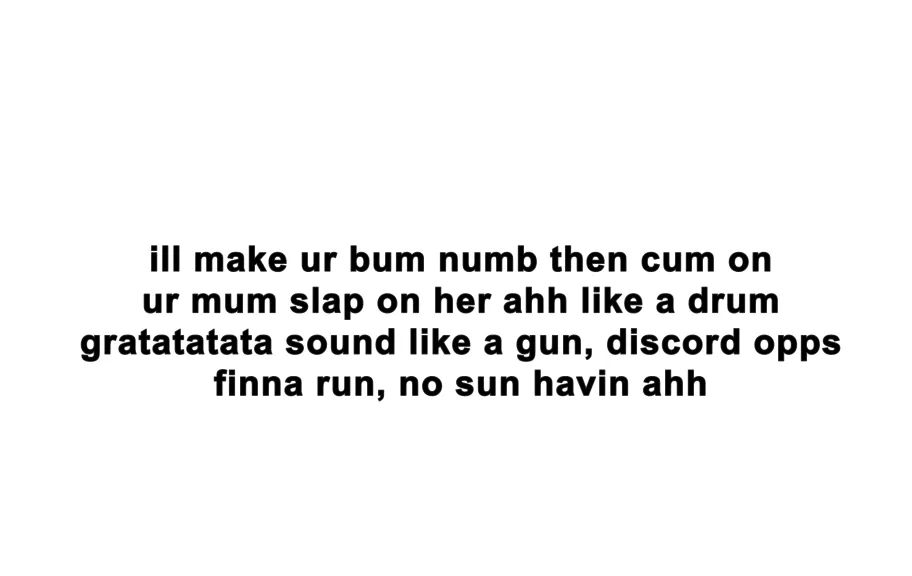 ill make ur bum numb then cum on
ur mum slap on her ahh like a drum
gratatatata sound like a gun, discord opps
finna run, no sun havin ahh